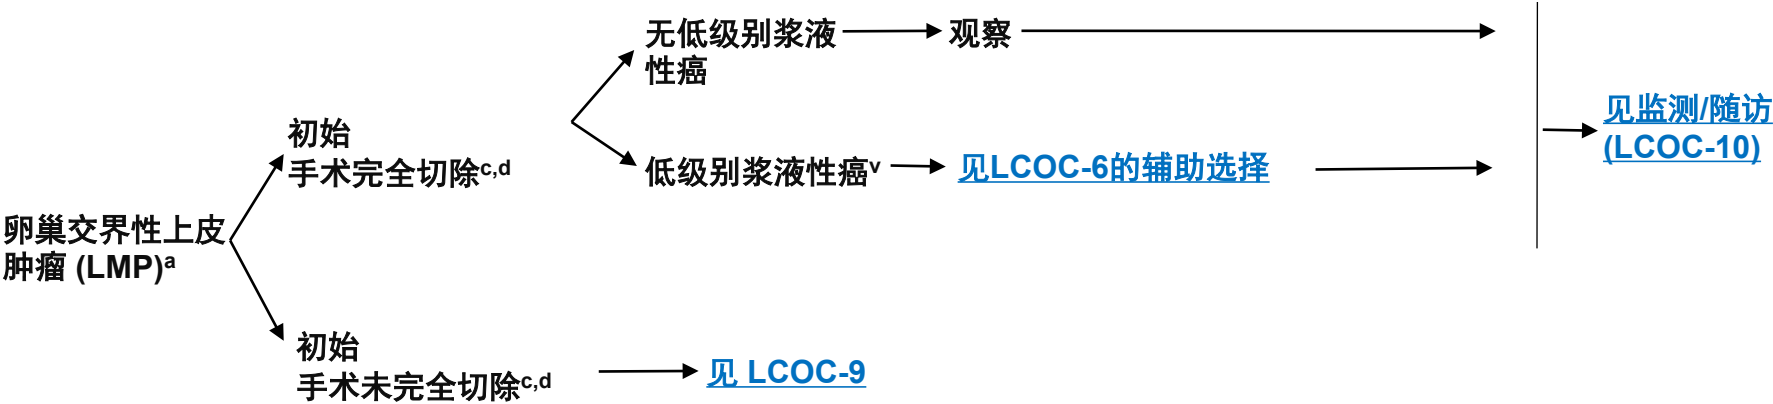 无低级别浆液
性癌
观察
初始
手术完全切除c,d
低级别浆液性癌v
见LCOC-6的辅助选择
见监测/随访
(LCOC-10)
卵巢交界性上皮
肿瘤 (LMP)a
初始
手术未完全切除c,d
见 LCOC-9